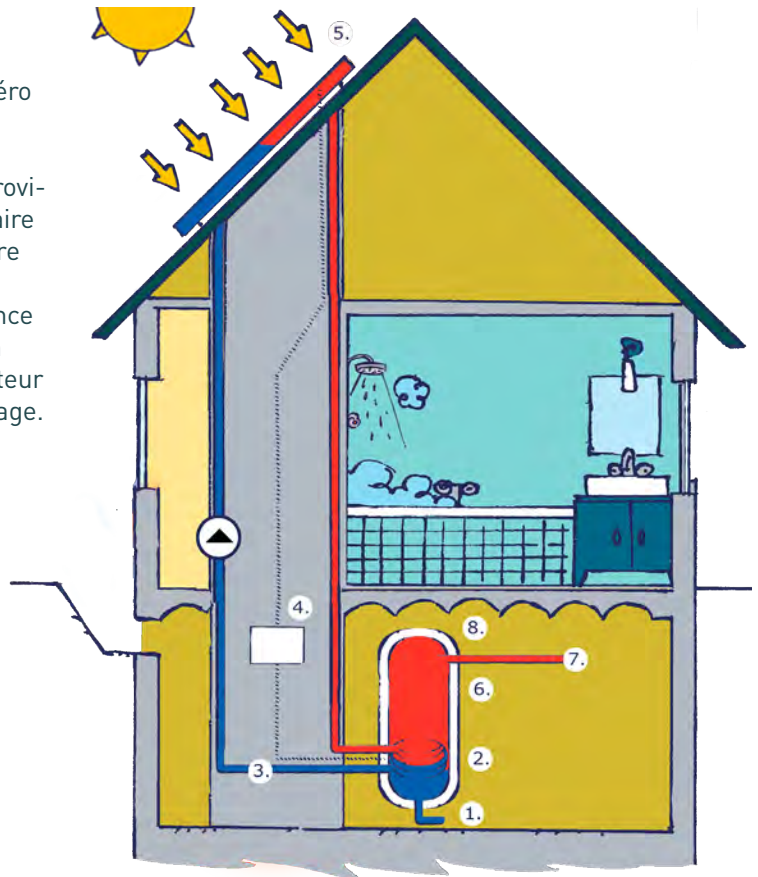 éro
rovi-
aire
re
nce
teur
age.
5.
4.
8.
7.
6.
2.
3.
1.